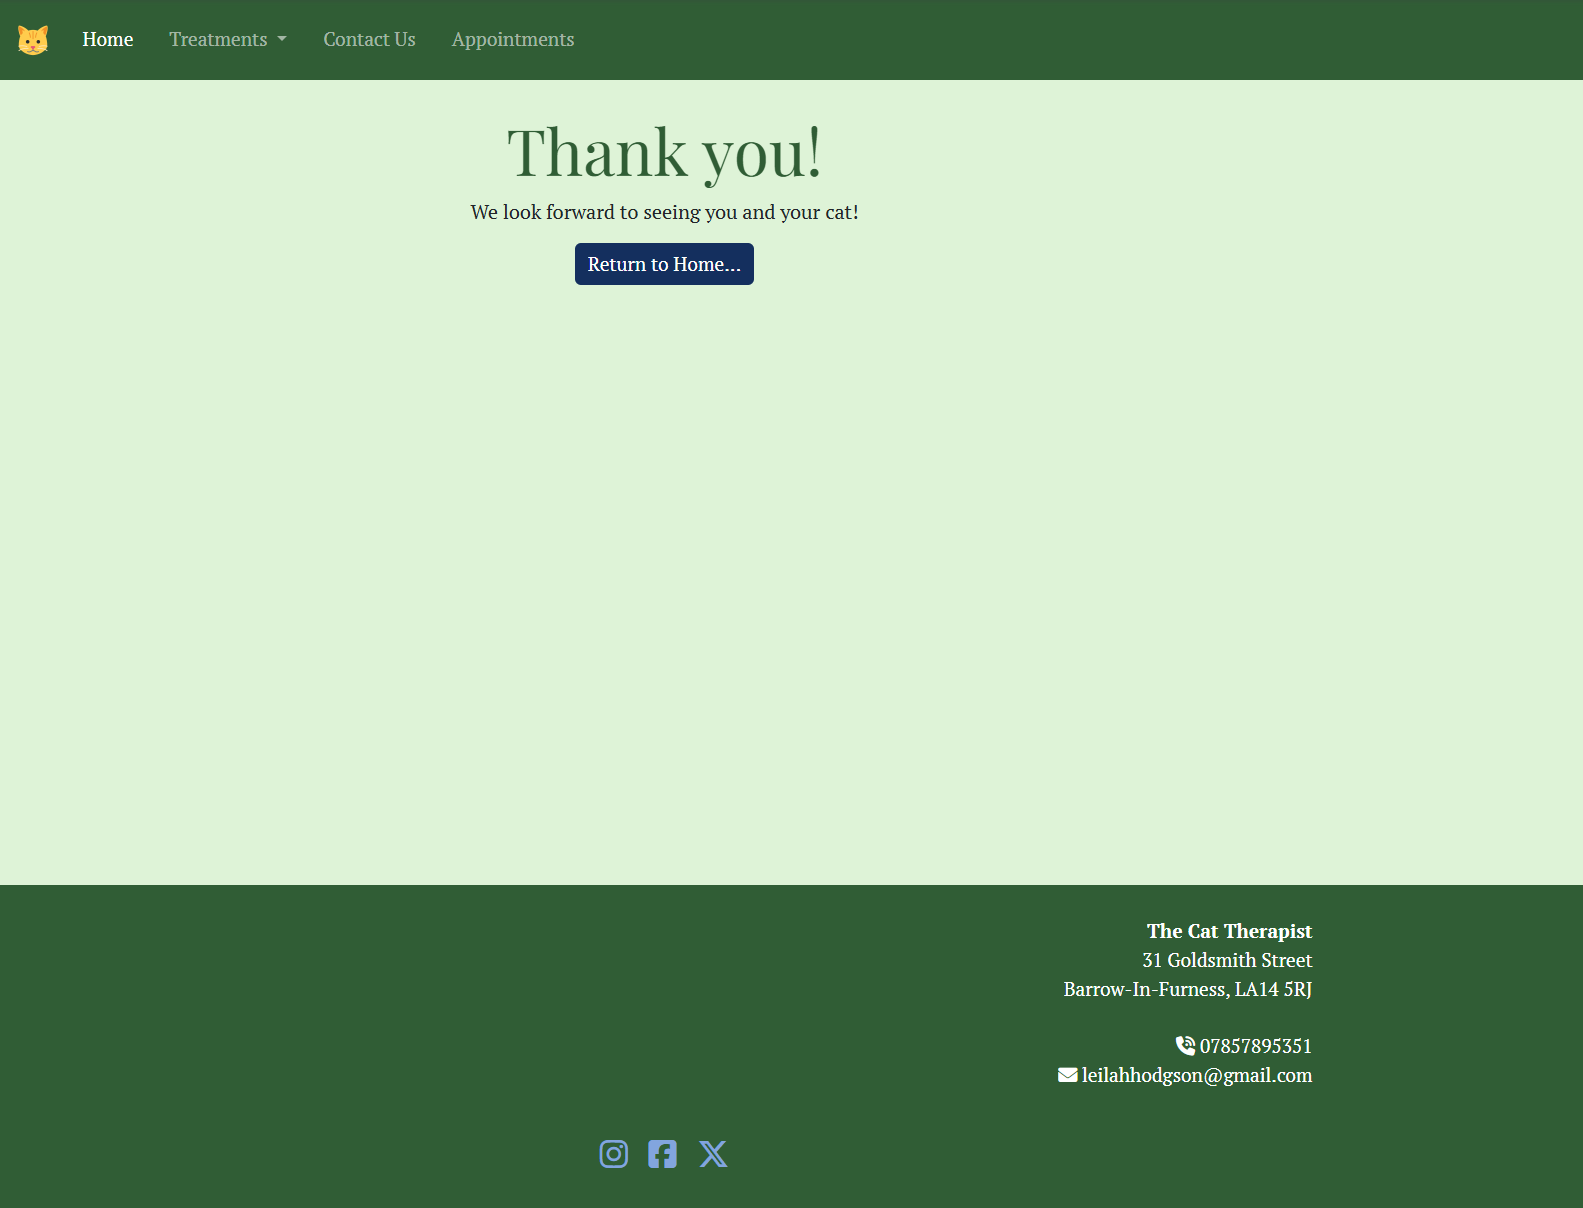 Home Treatments Contact Us Appointments
Thank you!
We look forward to seeing you and your cat!
Return to Home...
The Cat Therapist
31 Goldsmith Street
Barrow-In-Furness, LA14 5RJ
07857895351
leilahhodgson@gmail.com